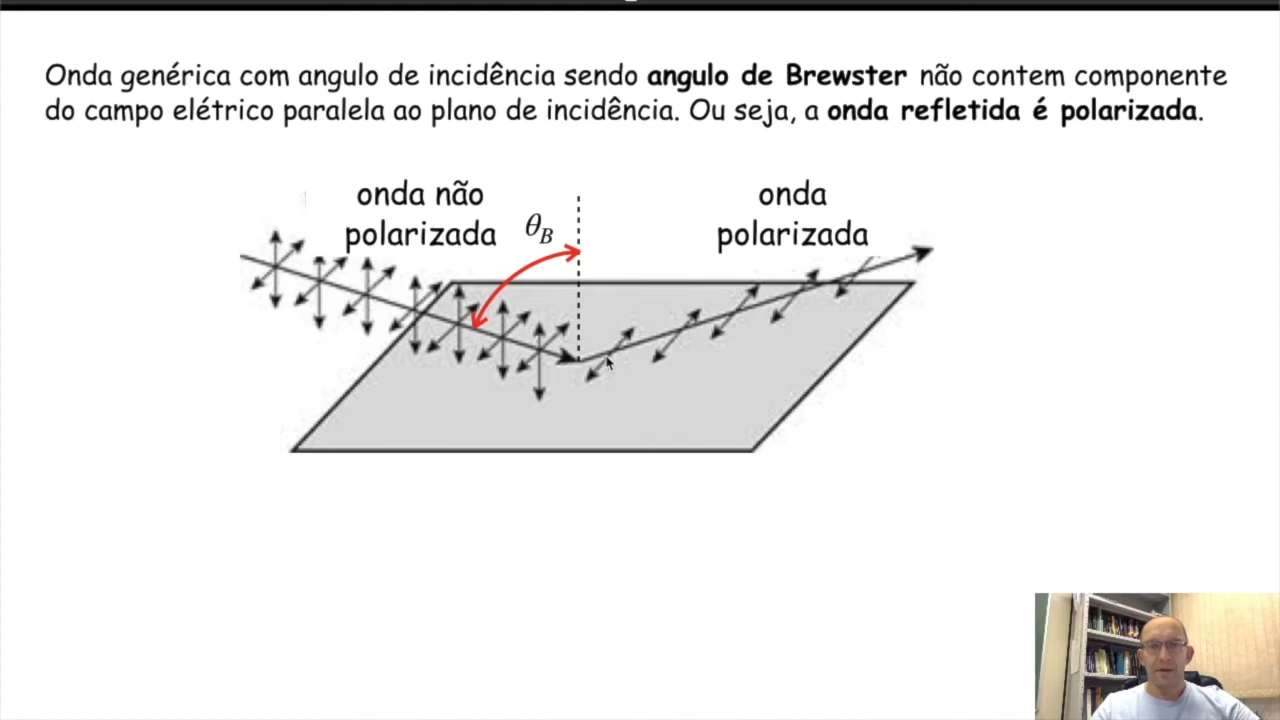 Onda genérica com angulo de incidência sendo angulo de Brewster não contem componente
do campo elétrico paralela ao plano de incidência. Ou seja, a onda refletida é polarizada.
onda não
polarizada
θB
onda
polarizada